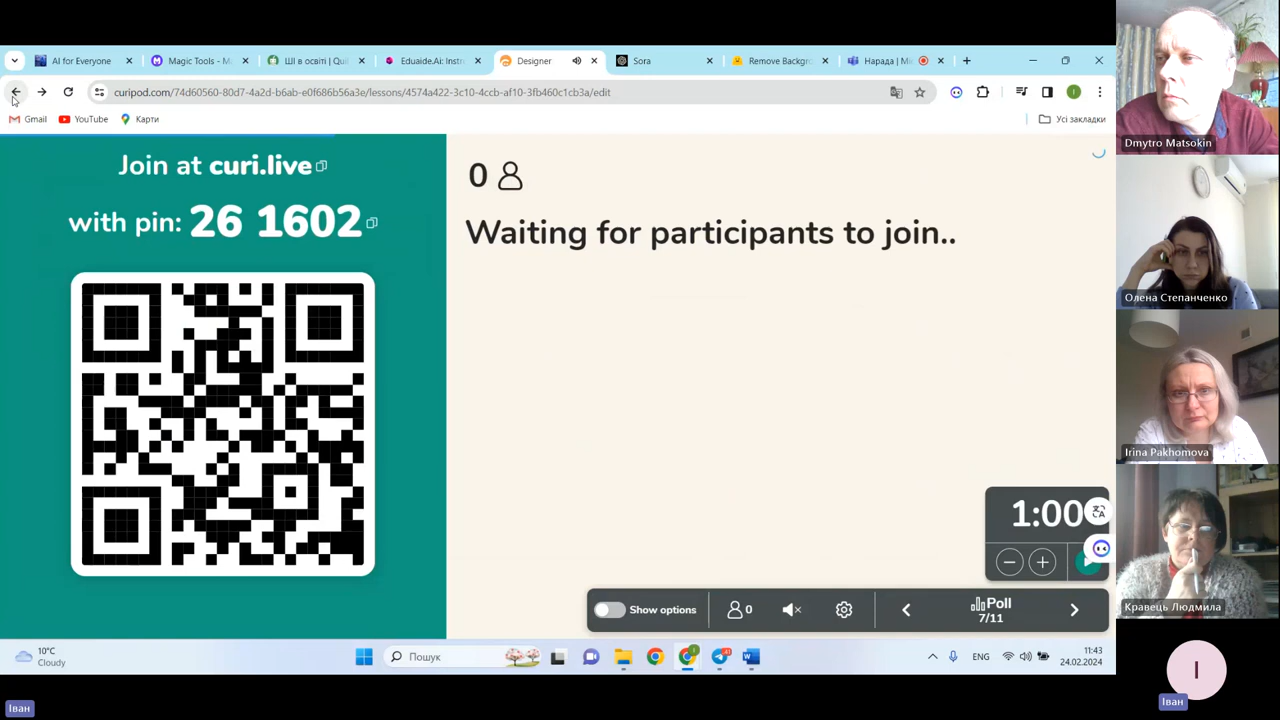 AI for Everyone
Magic Tools - M
ШІ в освіті | Qui
Eduaide.Ai: Instr
Designer
Sora
Remove Backgro
Нарада | Mi
curipod.com/74d60560-80d7-4a2d-b6ab-e0f686b56a3e/lessons/4574a422-3c10-4ccb-af10-3fb460c1cb3a/edit
Gmail
YouTube
Карти
Усі закладки
Join at curi.live
with pin: 26 1602
0
Waiting for participants to join..
1:00
Show options
0
Poll
7/11
10°C
Cloudy
Пошук
ENG
11:43
24.02.2024
Dmytro Matsokin
Олена Степанченко
Irina Pakhomova
Кравець Людмила
І
Іван
Іван